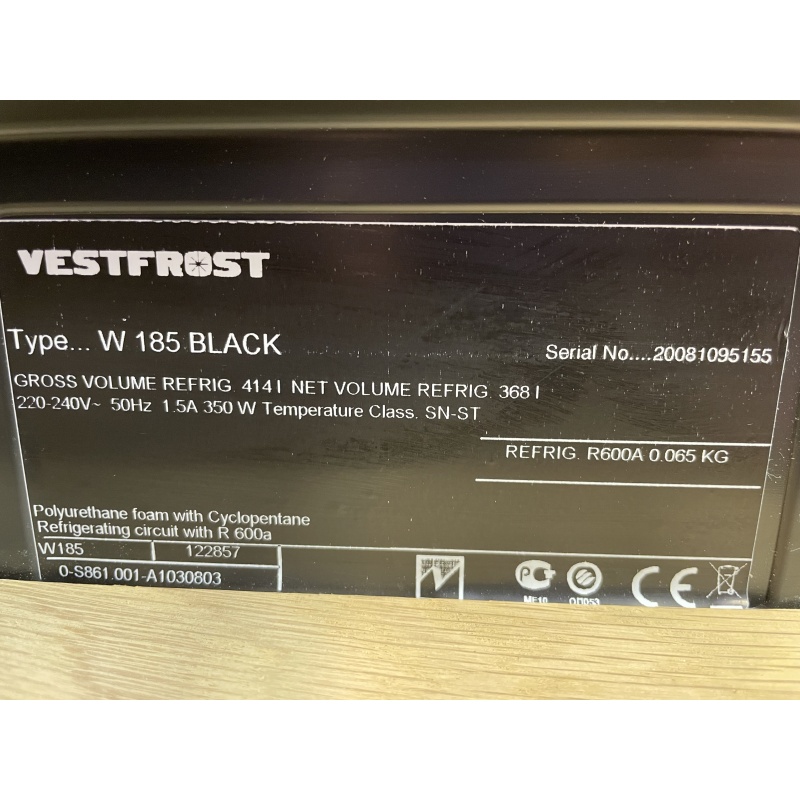 VESTFROST
Type... W 185 BLACK
Serial No....20081095155
GROSS VOLUME REFRIG. 414 l NET VOLUME REFRIG. 368 l
220-240V~ 50Hz 1.5A 350 W Temperature Class. SN-ST
REFRIG. R600A 0.065 KG
Polyurethane foam with Cyclopentane
Refrigerating circuit with R 600a
W185 122857
0-S861.001-A1030803
ME10 ОП053
CE